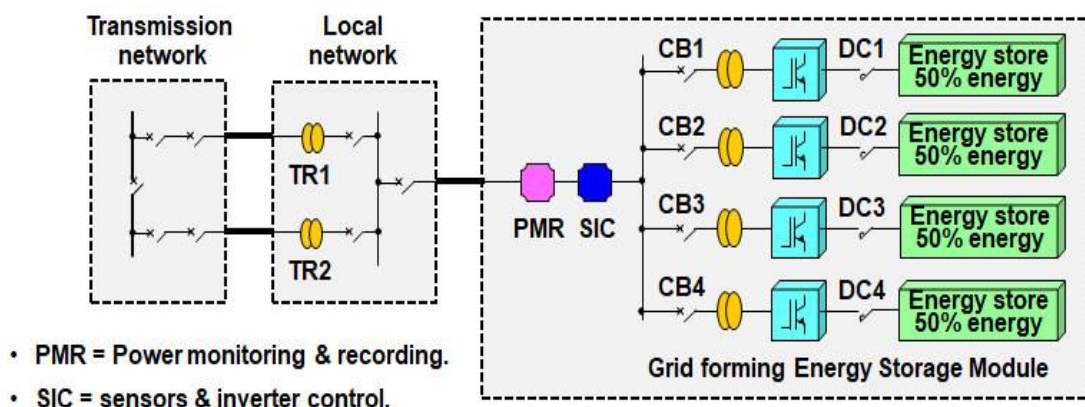 Transmission
network
Local
network
TR1
TR2
PMR
SIC
CB1
DC1
Energy store
50% energy
CB2
DC2
Energy store
50% energy
CB3
DC3
Energy store
50% energy
CB4
DC4
Energy store
50% energy
Grid forming Energy Storage Module
• PMR = Power monitoring & recording.
• SIC = sensors & inverter control.